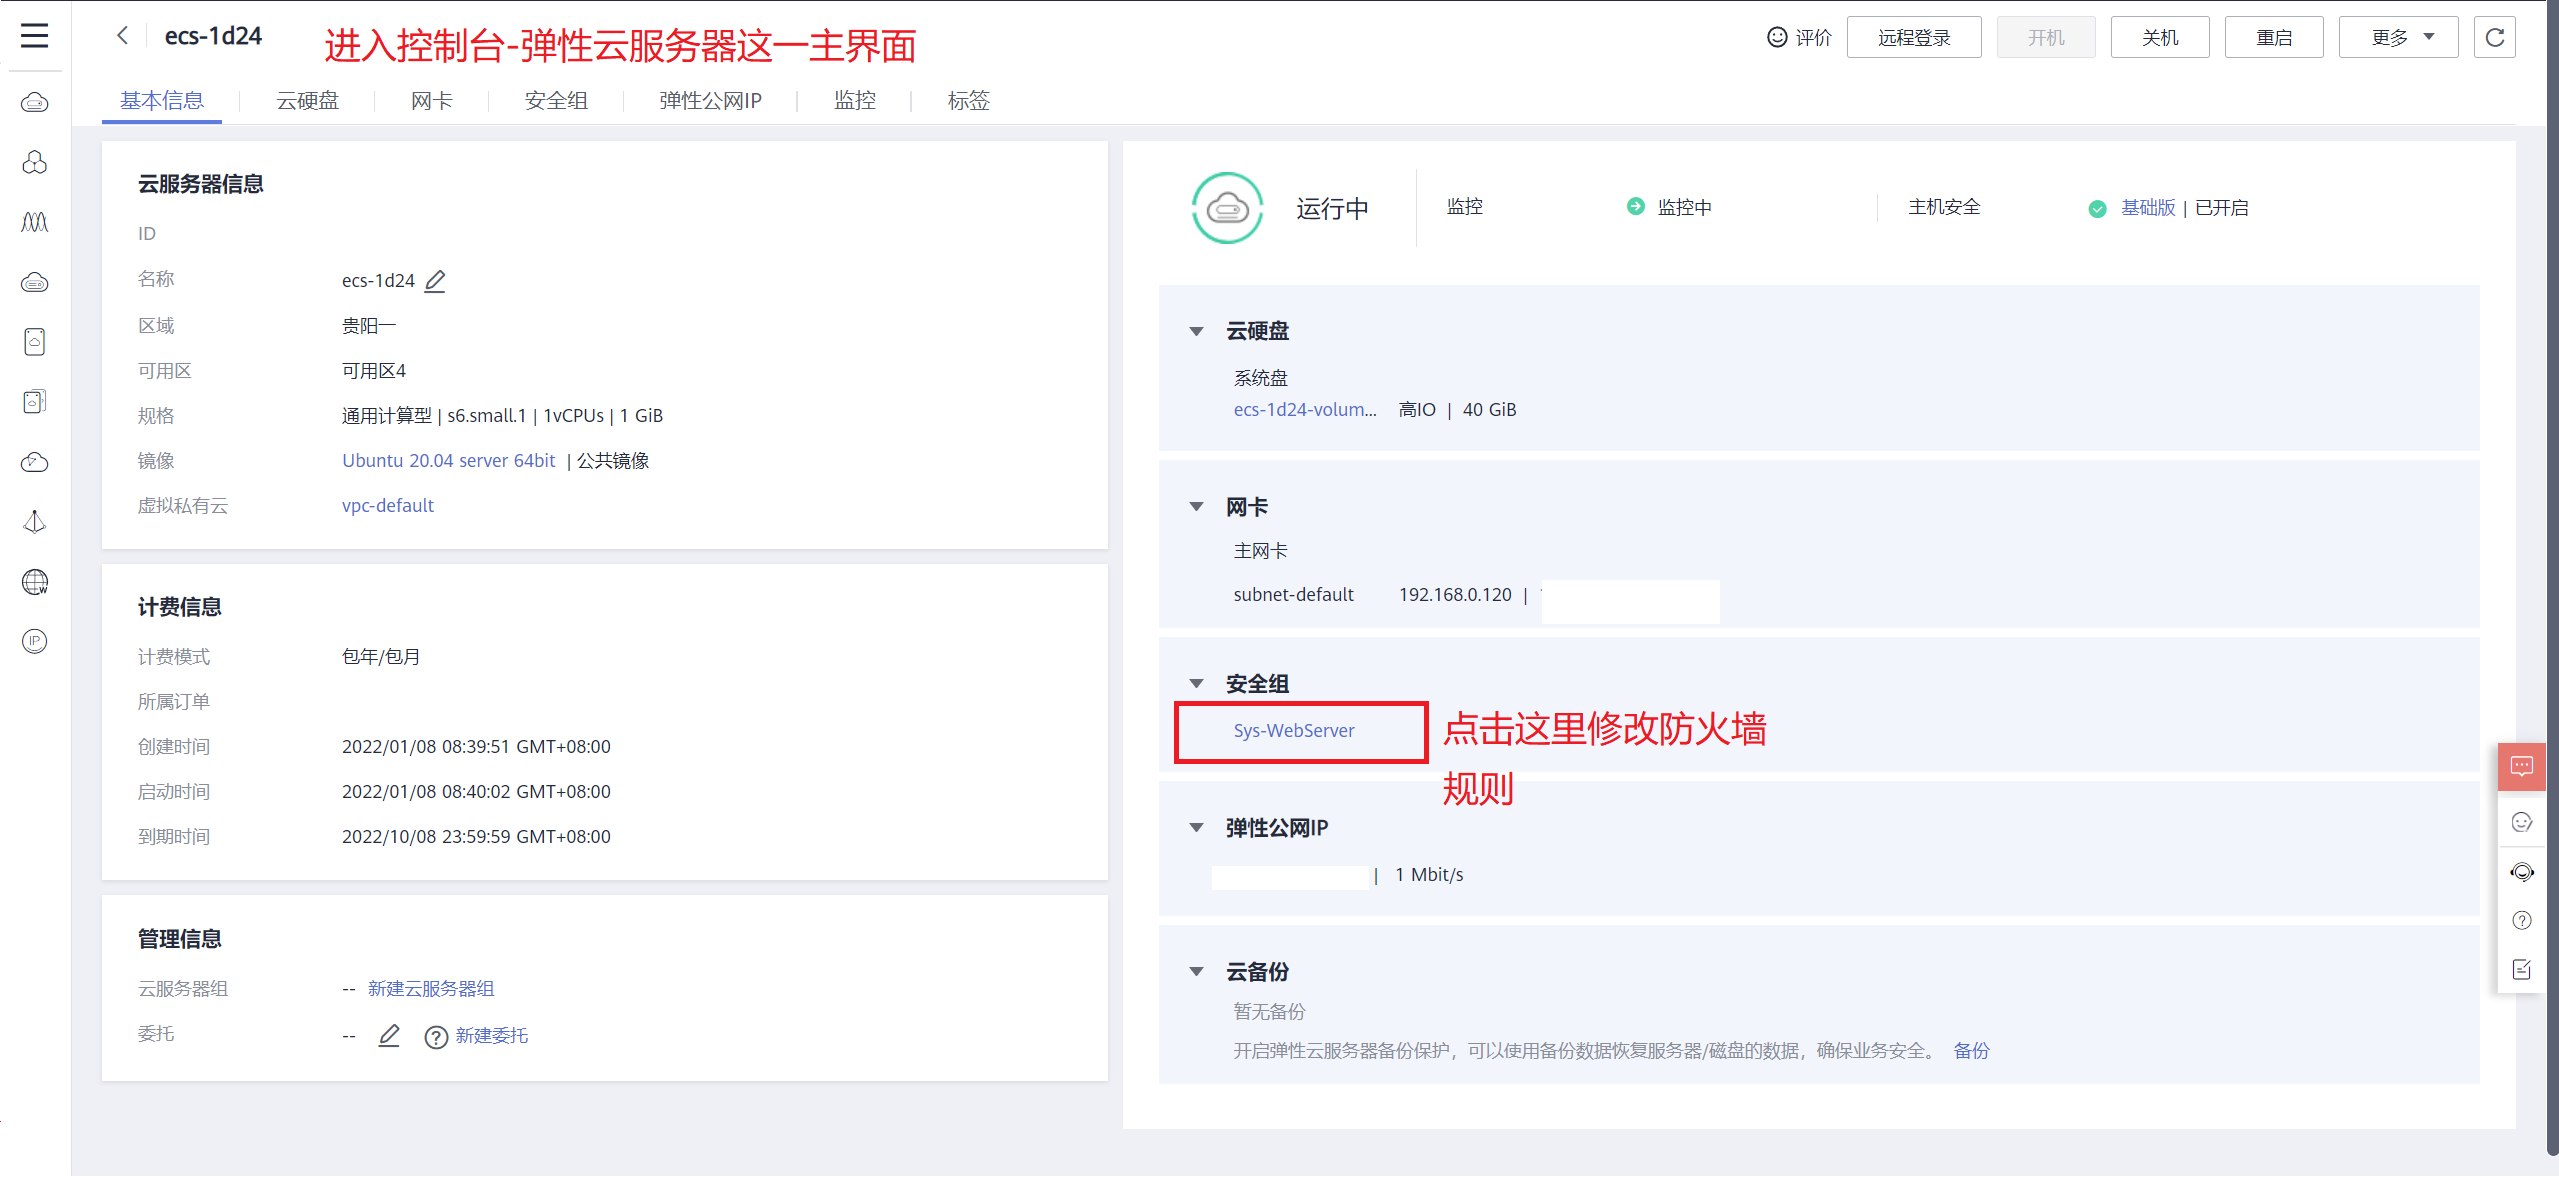 ecs-1d24
进入控制台-弹性云服务器这一主界面
评价
远程登录
开机
关机
重启
更多
基本信息
云硬盘
网卡
安全组
弹性公网IP
监控
标签
云服务器信息
ID
名称 ecs-1d24
区域 贵阳一
可用区 可用区4
规格 通用计算型 | s6.small.1 | 1vCPUs | 1 GiB
镜像 Ubuntu 20.04 server 64bit | 公共镜像
虚拟私有云 vpc-default
计费信息
计费模式 包年/包月
所属订单
创建时间 2022/01/08 08:39:51 GMT+08:00
启动时间 2022/01/08 08:40:02 GMT+08:00
到期时间 2022/10/08 23:59:59 GMT+08:00
管理信息
云服务器组 -- 新建云服务器组
委托 -- 新建委托
运行中
监控 监控中
主机安全 基础版 | 已开启
云硬盘
系统盘
ecs-1d24-volum... 高IO | 40 GiB
网卡
主网卡
subnet-default 192.168.0.120 |
安全组
Sys-WebServer
点击这里修改防火墙
规则
弹性公网IP
| 1 Mbit/s
云备份
暂无备份
开启弹性云服务器备份保护，可以使用备份数据恢复服务器/磁盘的数据，确保业务安全。 备份
W
IP